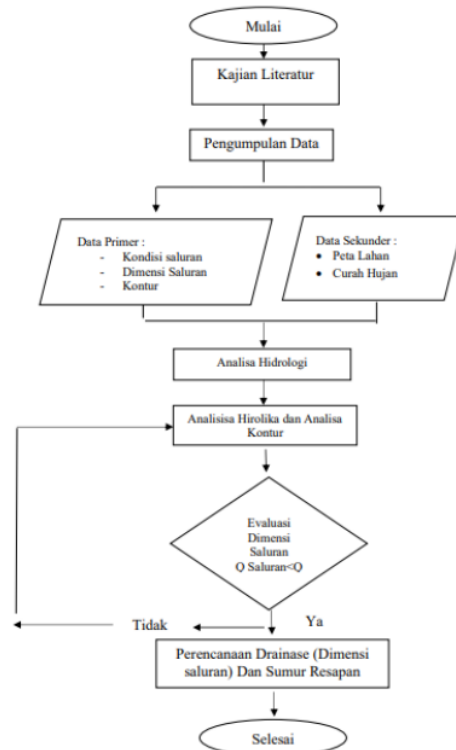 Mulai
Kajian Literatur
Pengumpulan Data
Data Primer :
- Kondisi saluran
- Dimensi Saluran
- Kontur
Data Sekunder :
• Peta Lahan
• Curah Hujan
Analisa Hidrologi
Analisisa Hirolika dan Analisa
Kontur
Evaluasi
Dimensi
Saluran
Q Saluran<Q
Tidak
Ya
Perencanaan Drainase (Dimensi
saluran) Dan Sumur Resapan
Selesai